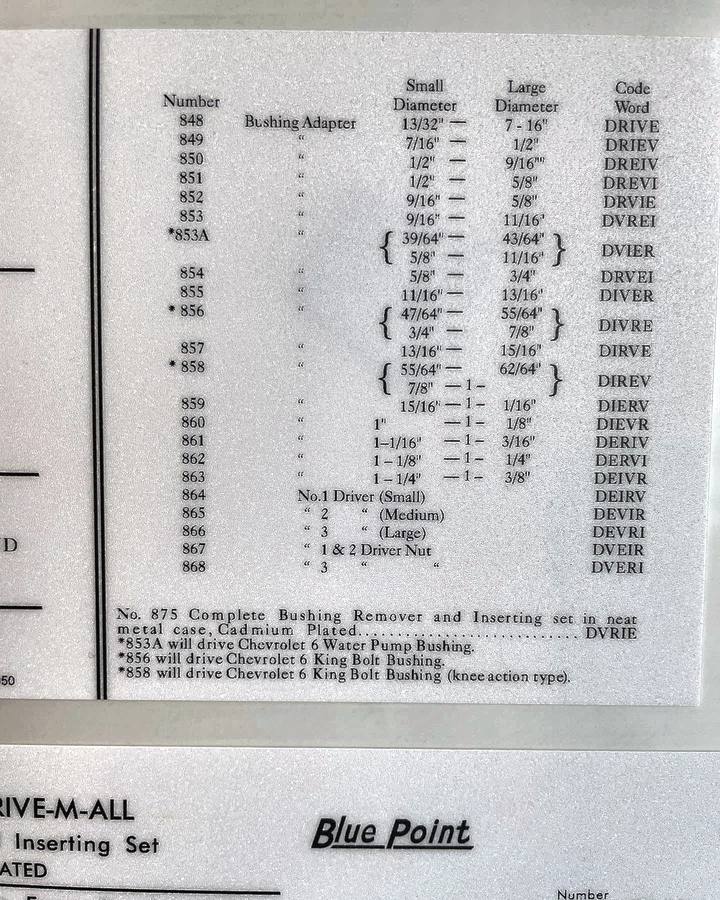 Small Large Code
Number Diameter Diameter Word
848 Bushing Adapter 13/32" — 7 - 16" DRIVE
849 “ 7/16" — 1/2" DRIEV
850 “ 1/2" — 9/16"" DREIV
851 “ 1/2" — 5/8" DREVI
852 “ 9/16" — 5/8" DRVIE
853 “ 9/16" — 11/16" DVREI
*853A “ { 39/64" — 43/64" } DVIER
5/8" — 11/16"
854 “ 5/8" — 3/4" DRVEI
855 “ 11/16" — 13/16" DIVER
* 856 “ { 47/64" — 55/64" } DIVRE
3/4" — 7/8"
857 “ 13/16" — 15/16" DIRVE
* 858 “ { 55/64" — 62/64" } DIREV
7/8" — 1 –
859 “ 15/16" — 1 – 1/16" DIERV
860 “ 1" — 1 – 1/8" DIEVR
861 “ 1–1/16" — 1 – 3/16" DERIV
862 “ 1 – 1/8" — 1 – 1/4" DERVI
863 “ 1 – 1/4" — 1 – 3/8" DEIVR
864 No.1 Driver (Small) DEIRV
865 “ 2 “ (Medium) DEVIR
866 “ 3 “ (Large) DEVRI
867 “ 1 & 2 Driver Nut DVEIR
868 “ 3 “ “ DVERI
No. 875 Complete Bushing Remover and Inserting set in neat
metal case, Cadmium Plated............................ DVRIE
*853A will drive Chevrolet 6 Water Pump Bushing.
*856 will drive Chevrolet 6 King Bolt Bushing.
*858 will drive Chevrolet 6 King Bolt Bushing (knee action type).
D
50
RIVE-M-ALL
Inserting Set
ATED
Blue Point
Number